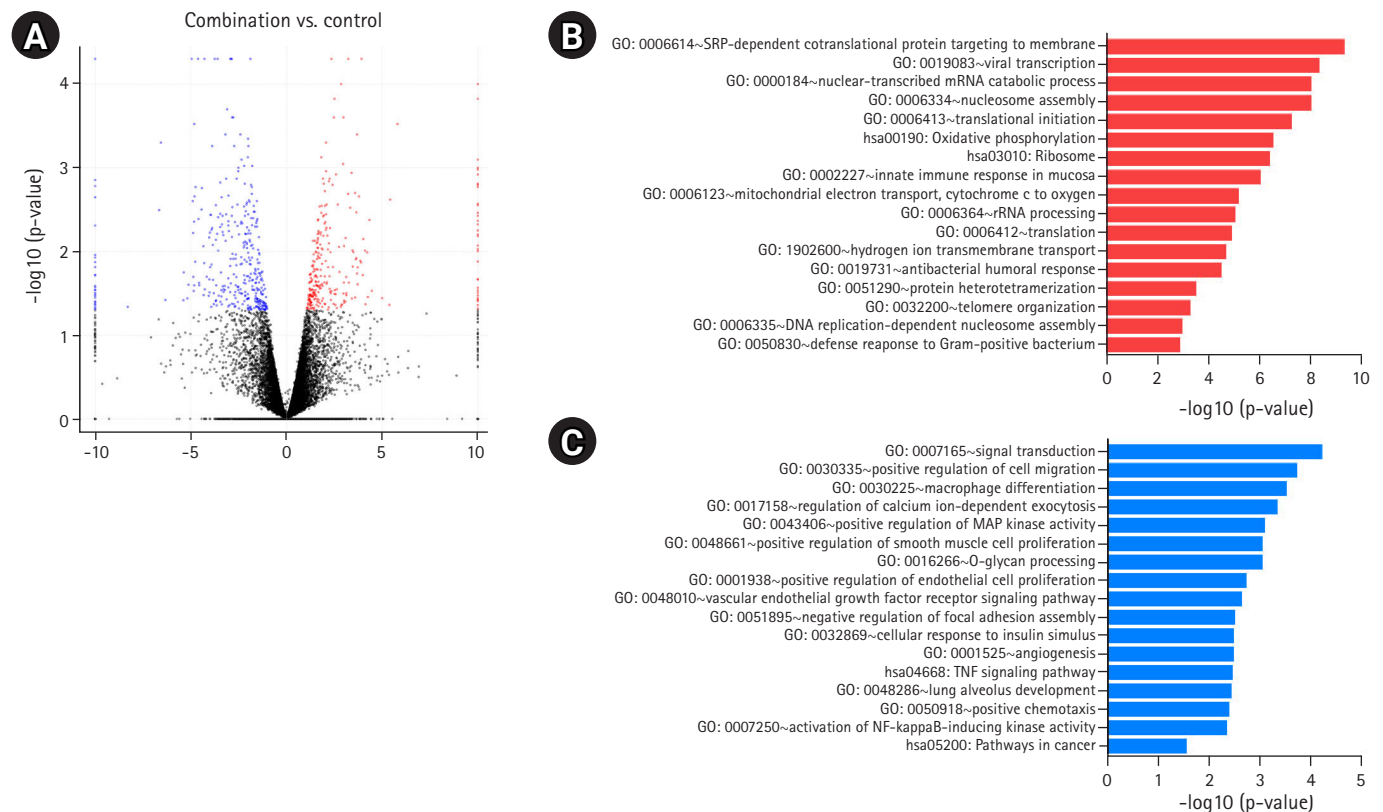 A
Combination vs. control
-log10 (p-value)
4
3
2
1
0
-10
-5
0
5
10
B
GO: 0006614~SRP-dependent cotranslational protein targeting to membrane
GO: 0019083~viral transcription
GO: 0000184~nuclear-transcribed mRNA catabolic process
GO: 0006334~nucleosome assembly
GO: 0006413~translational initiation
hsa00190: Oxidative phosphorylation
hsa03010: Ribosome
GO: 0002227~innate immune response in mucosa
GO: 0006123~mitochondrial electron transport, cytochrome c to oxygen
GO: 0006364~rRNA processing
GO: 0006412~translation
GO: 1902600~hydrogen ion transmembrane transport
GO: 0019731~antibacterial humoral response
GO: 0051290~protein heterotetramerization
GO: 0032200~telomere organization
GO: 0006335~DNA replication-dependent nucleosome assembly
GO: 0050830~defense reaponse to Gram-positive bacterium
0 2 4 6 8 10
-log10 (p-value)
C
GO: 0007165~signal transduction
GO: 0030335~positive regulation of cell migration
GO: 0030225~macrophage differentiation
GO: 0017158~regulation of calcium ion-dependent exocytosis
GO: 0043406~positive regulation of MAP kinase activity
GO: 0048661~positive regulation of smooth muscle cell proliferation
GO: 0016266~O-glycan processing
GO: 0001938~positive regulation of endothelial cell proliferation
GO: 0048010~vascular endothelial growth factor receptor signaling pathway
GO: 0051895~negative regulation of focal adhesion assembly
GO: 0032869~cellular response to insulin simulus
GO: 0001525~angiogenesis
hsa04668: TNF signaling pathway
GO: 0048286~lung alveolus development
GO: 0050918~positive chemotaxis
GO: 0007250~activation of NF-kappaB-inducing kinase activity
hsa05200: Pathways in cancer
0 1 2 3 4 5
-log10 (p-value)